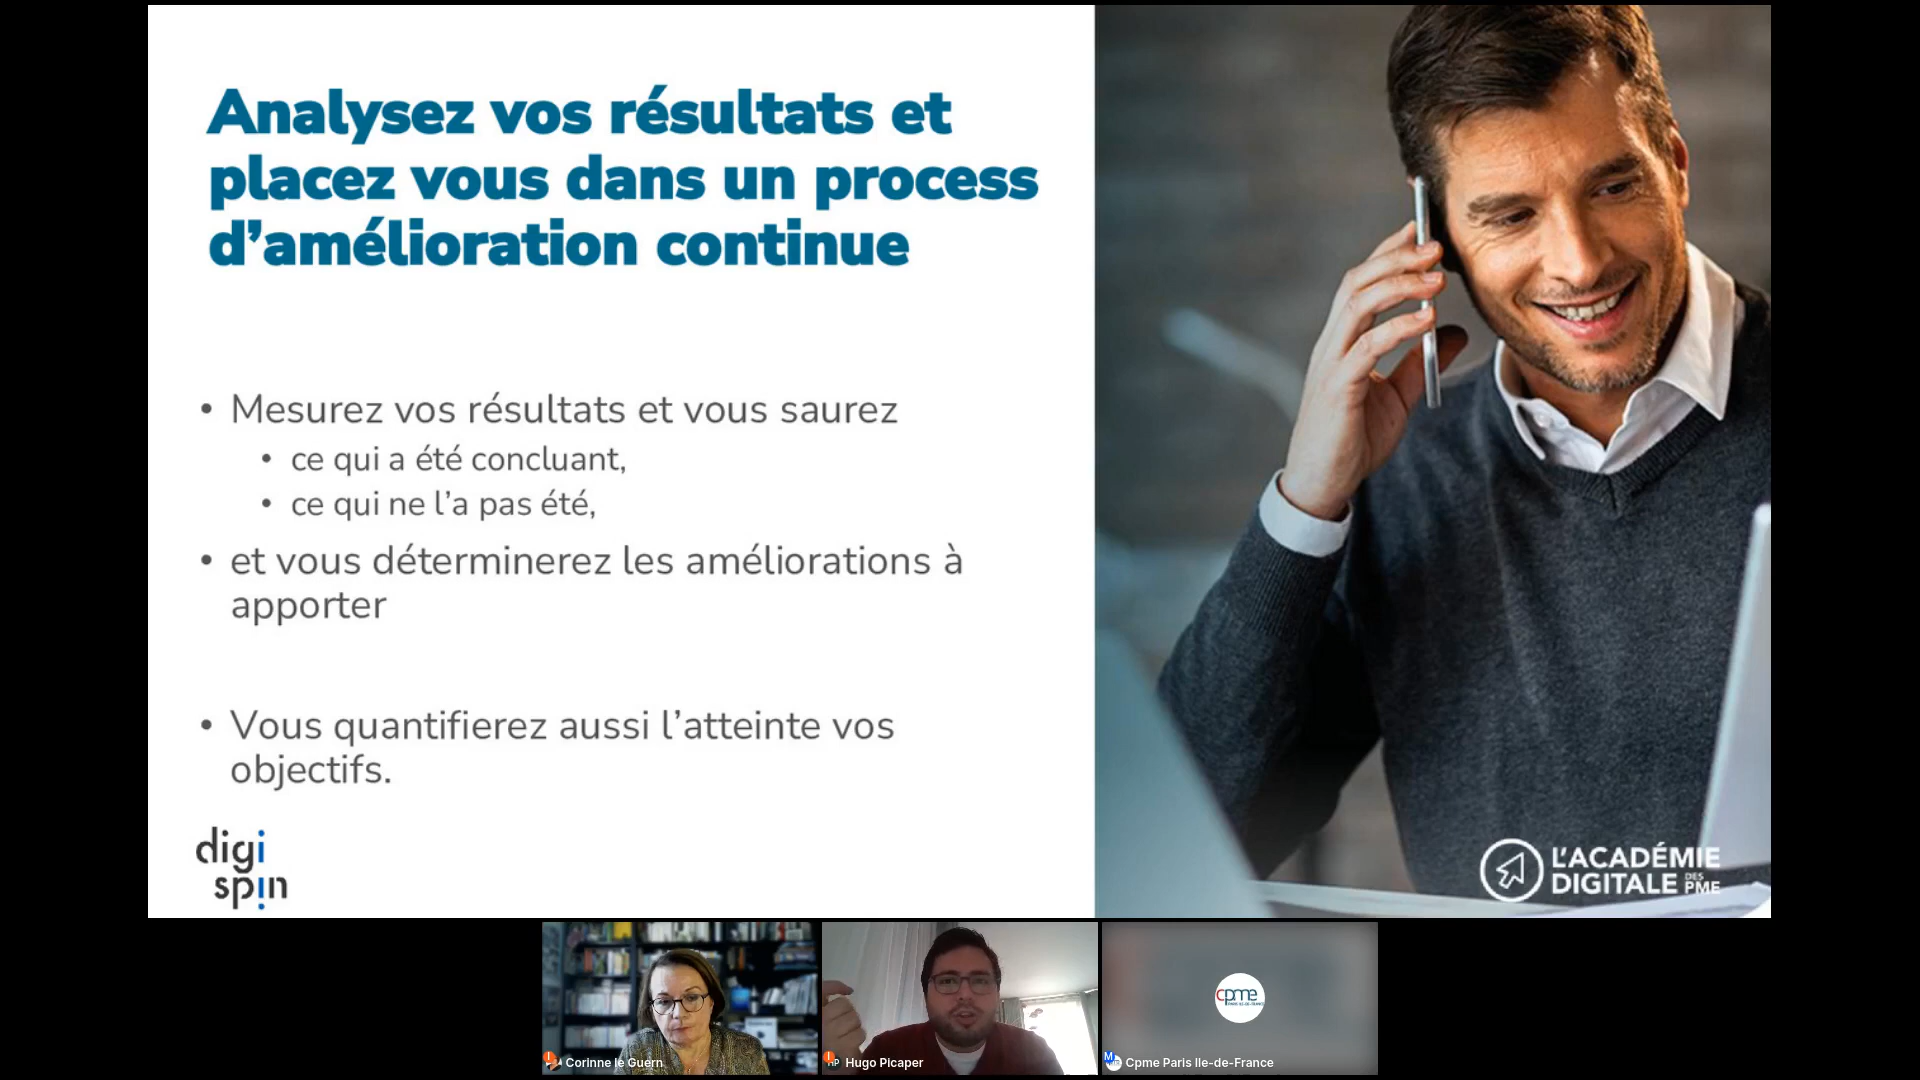 Analysez vos résultats et
placez vous dans un process
d’amélioration continue
• Mesurez vos résultats et vous saurez
• ce qui a été concluant,
• ce qui ne l’a pas été,
• et vous déterminerez les améliorations à
apporter
• Vous quantifierez aussi l’atteinte vos
objectifs.
digi
spin
L’ACADÉMIE
DIGITALE DES PME
cpme
Corinne le Guern
HP Hugo Picaper
M Cpme Paris Ile-de-France